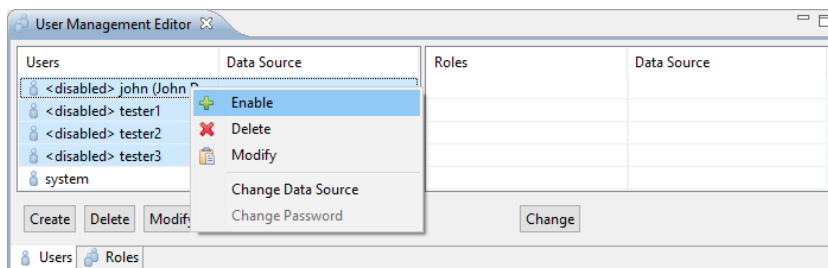 User Management Editor
Users Data Source Roles Data Source
<disabled> john (John
<disabled> tester1
<disabled> tester2
<disabled> tester3
system
Enable
Delete
Modify
Change Data Source
Change Password
Create Delete Modify Change
Users Roles